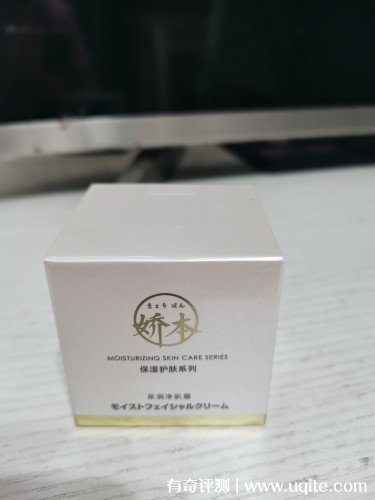 きょう ほん
娇本
MOISTURIZING SKIN CARE SERIES
保湿护肤系列
亲润净肌霜
モイストフェイシャルクリーム
有奇评测 | www.uqite.com